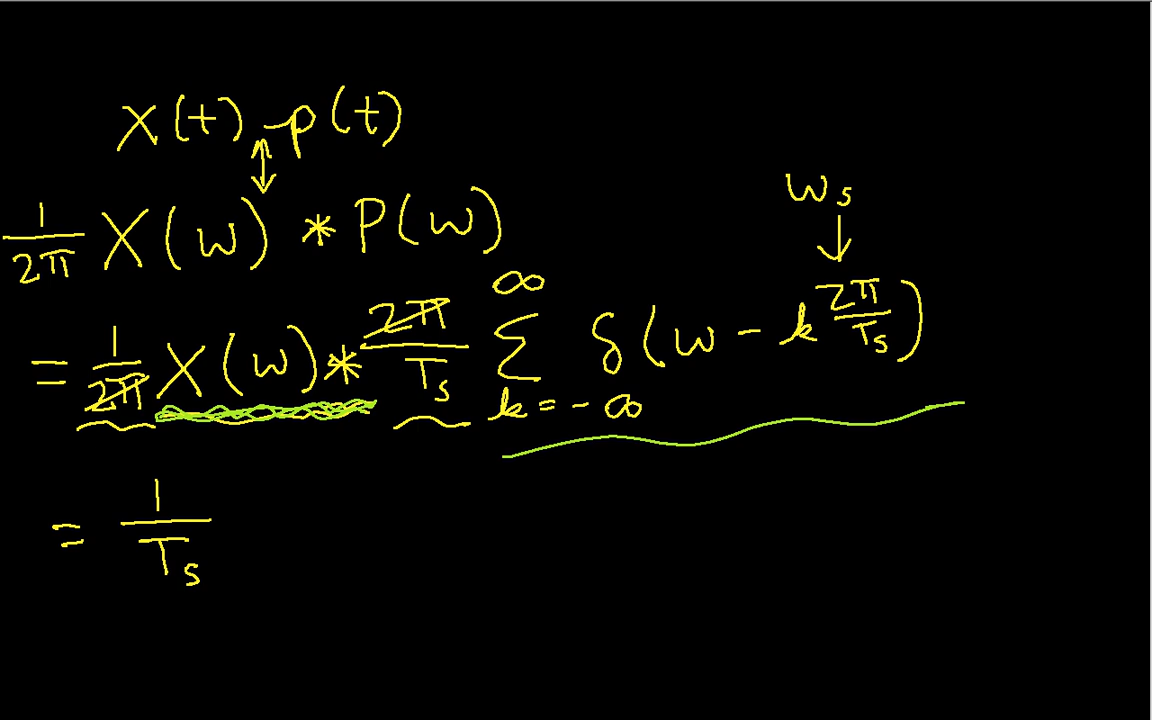 X(t) · p(t)
↕
ws
↓
1/2π X(w) * P(w)
= 1/2π X(w) * 2π/Ts ∞ Σ k=-∞ δ(w - k 2π/Ts)
= 1/Ts